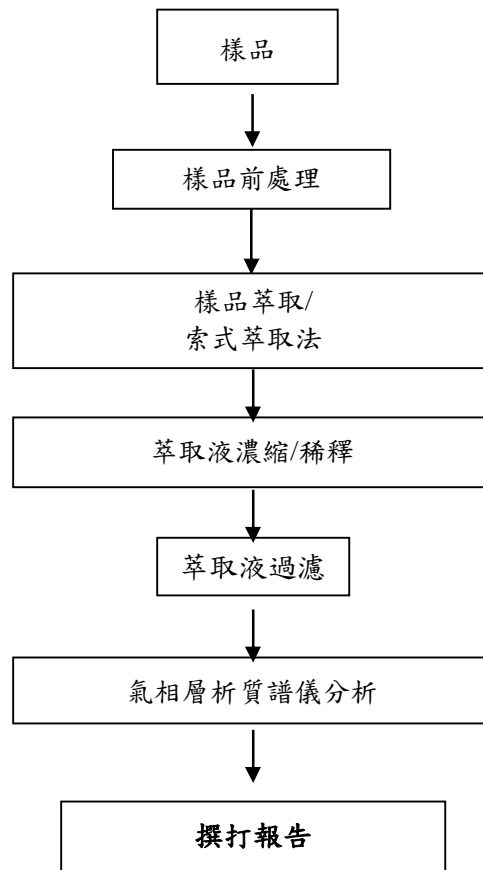 樣品
樣品前處理
樣品萃取/
索式萃取法
萃取液濃縮/稀釋
萃取液過濾
氣相層析質譜儀分析
撰打報告